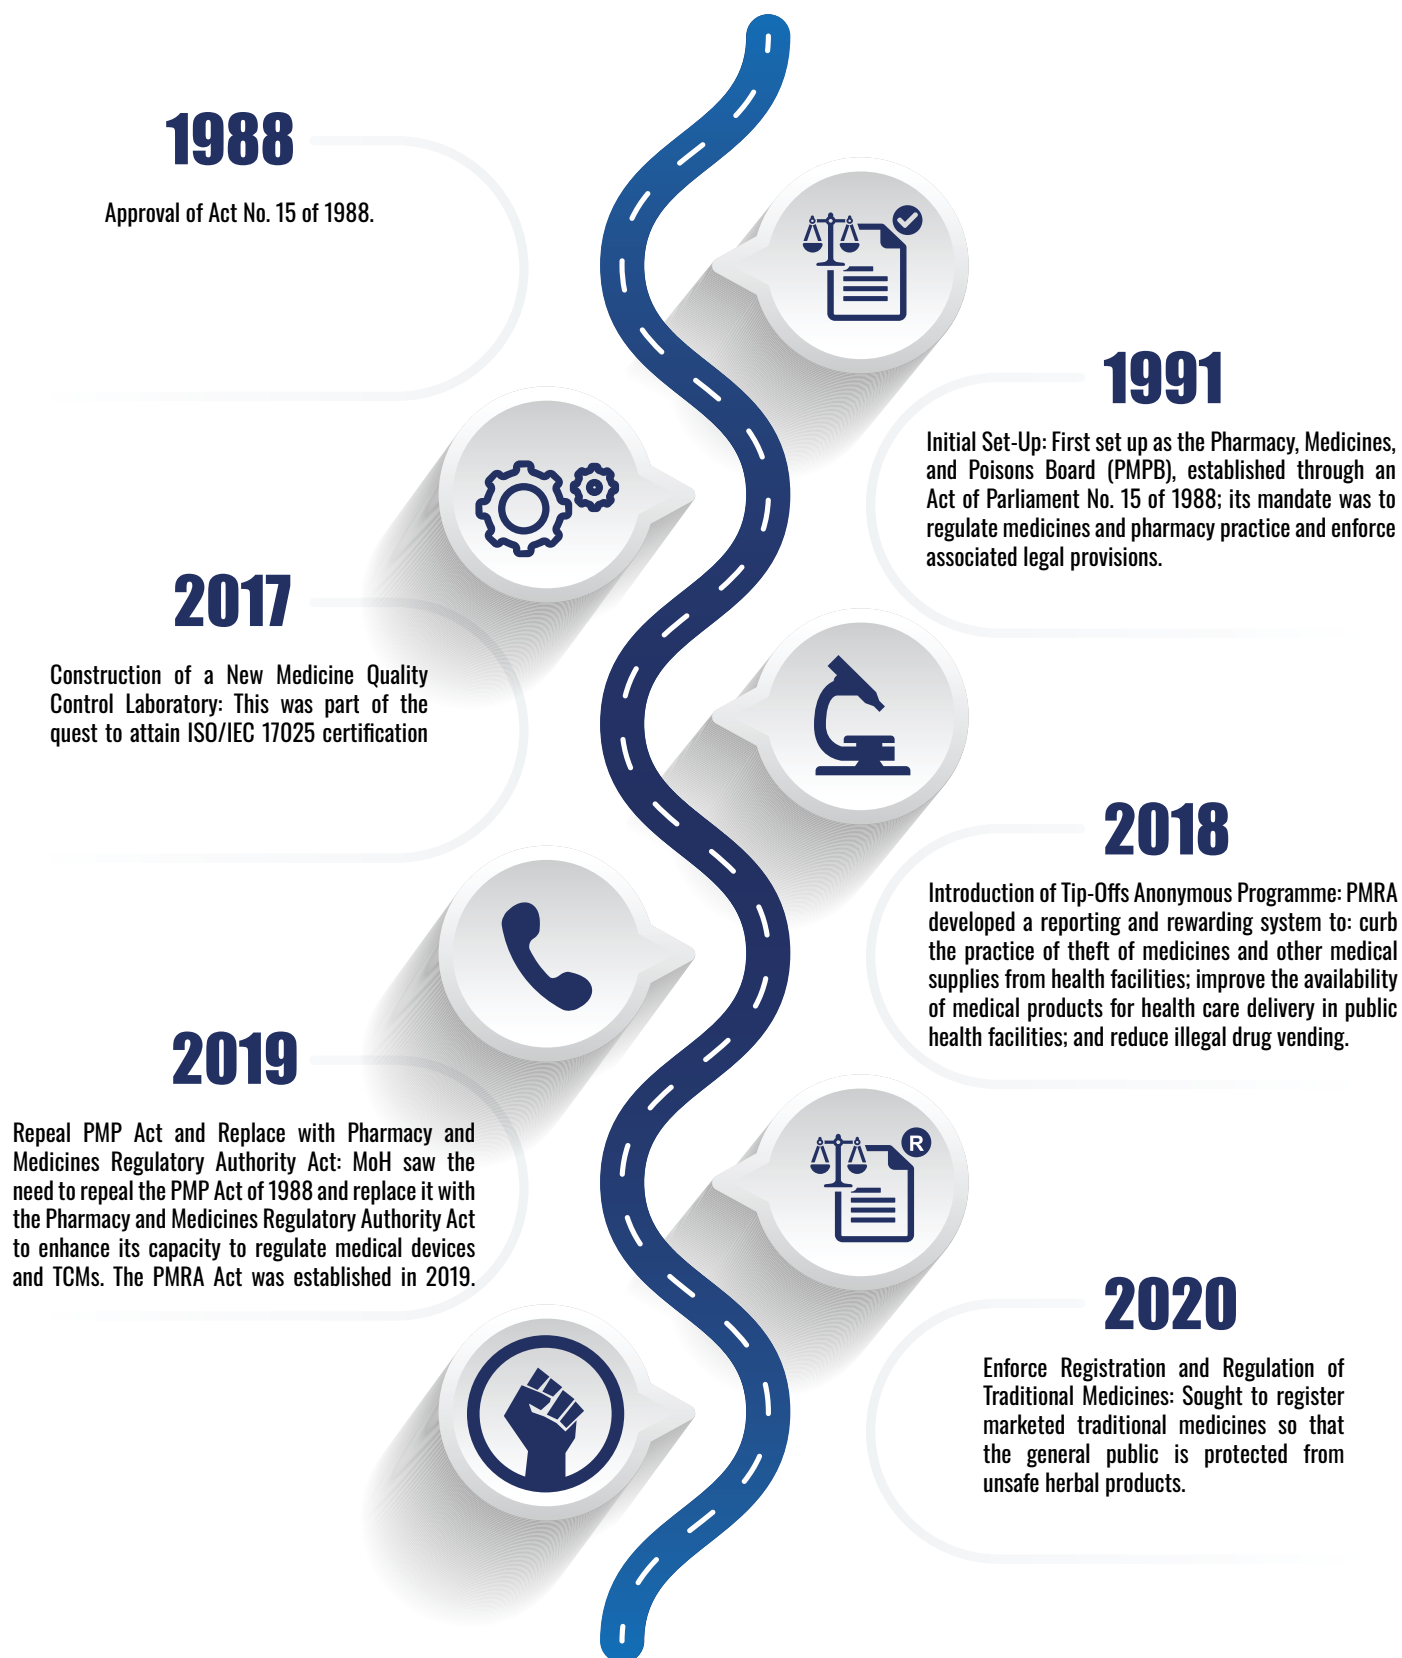 1988
Approval of Act No. 15 of 1988.
1991
Initial Set-Up: First set up as the Pharmacy, Medicines,
and Poisons Board (PMPB), established through an
Act of Parliament No. 15 of 1988; its mandate was to
regulate medicines and pharmacy practice and enforce
associated legal provisions.
2017
Construction of a New Medicine Quality
Control Laboratory: This was part of the
quest to attain ISO/IEC 17025 certification
2018
Introduction of Tip-Offs Anonymous Programme: PMRA
developed a reporting and rewarding system to: curb
the practice of theft of medicines and other medical
supplies from health facilities; improve the availability
of medical products for health care delivery in public
health facilities; and reduce illegal drug vending.
2019
Repeal PMP Act and Replace with Pharmacy and
Medicines Regulatory Authority Act: MoH saw the
need to repeal the PMP Act of 1988 and replace it with
the Pharmacy and Medicines Regulatory Authority Act
to enhance its capacity to regulate medical devices
and TCMs. The PMRA Act was established in 2019.
R
2020
Enforce Registration and Regulation of
Traditional Medicines: Sought to register
marketed traditional medicines so that
the general public is protected from
unsafe herbal products.